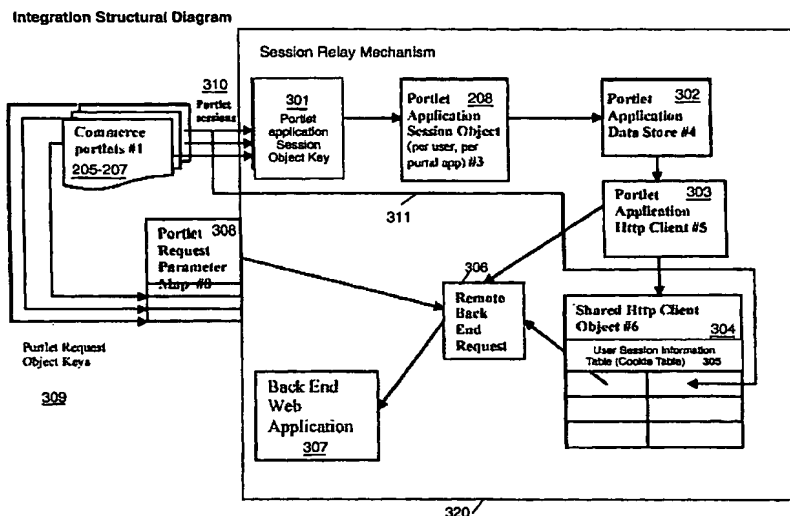 Integration Structural Diagram
Session Relay Mechanism
310
Portlet
sessions
301
Portlet
application
Session
Object Key
208
Portlet
Application
Session Object
(per user, per
portal app) #3
302
Portlet
Application
Data Store #4
Commerce
portlets #1
205-207
311
303
Portlet
Application
Http Client #5
Portlet 308
Request
Parameter
Map #8
306
Remote
Back
End
Request
Shared Http Client
Object #6
304
User Session Information
Table (Cookie Table) 305
Portlet Request
Object Keys
309
Back End
Web
Application
307
320